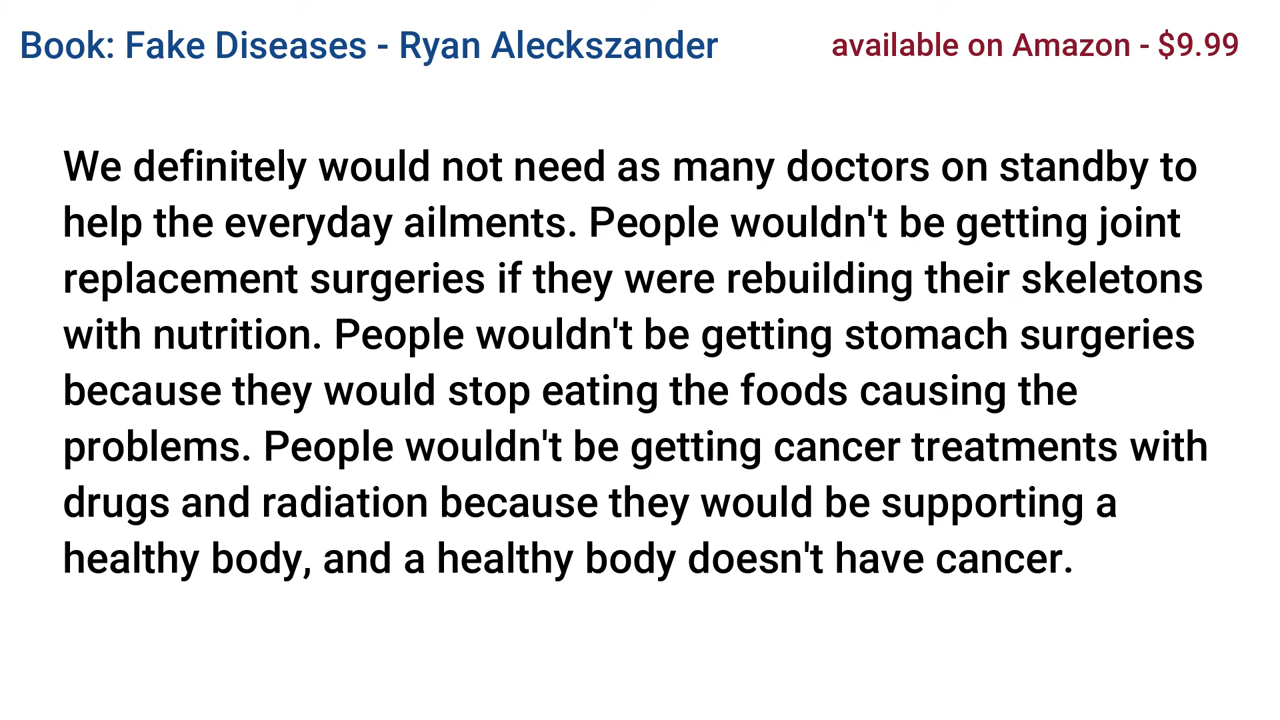 Book: Fake Diseases - Ryan Aleckszander
available on Amazon - $9.99
We definitely would not need as many doctors on standby to
help the everyday ailments. People wouldn't be getting joint
replacement surgeries if they were rebuilding their skeletons
with nutrition. People wouldn't be getting stomach surgeries
because they would stop eating the foods causing the
problems. People wouldn't be getting cancer treatments with
drugs and radiation because they would be supporting a
healthy body, and a healthy body doesn't have cancer.